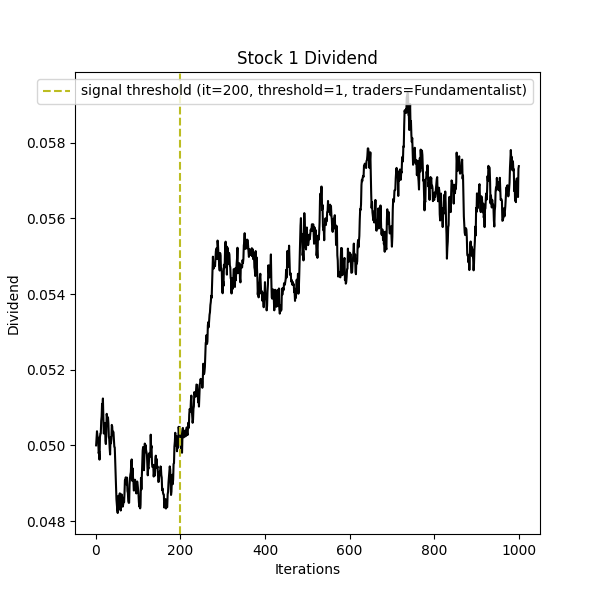 Stock 1 Dividend
signal threshold (it=200, threshold=1, traders=Fundamentalist)
0.058
0.056
0.054
0.052
0.050
0.048
Dividend
0 200 400 600 800 1000
Iterations